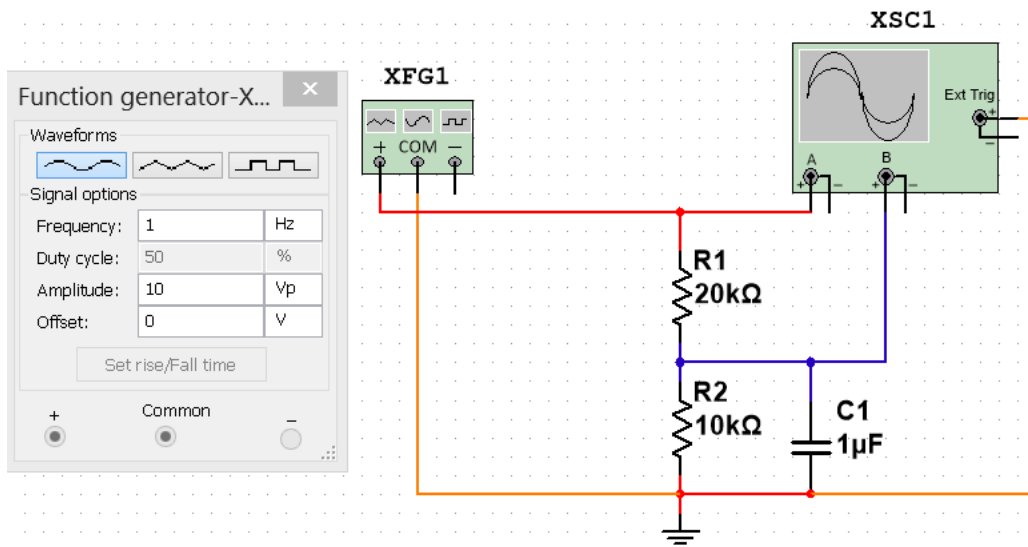 Function generator-X...
Waveforms
Signal options
Frequency: 1 Hz
Duty cycle: 50 %
Amplitude: 10 Vp
Offset: 0 V
Set rise/Fall time
+ Common −
XFG1
+ COM −
XSC1
Ext Trig
+
−
A B
+ − + −
R1
20kΩ
R2
10kΩ
C1
1µF